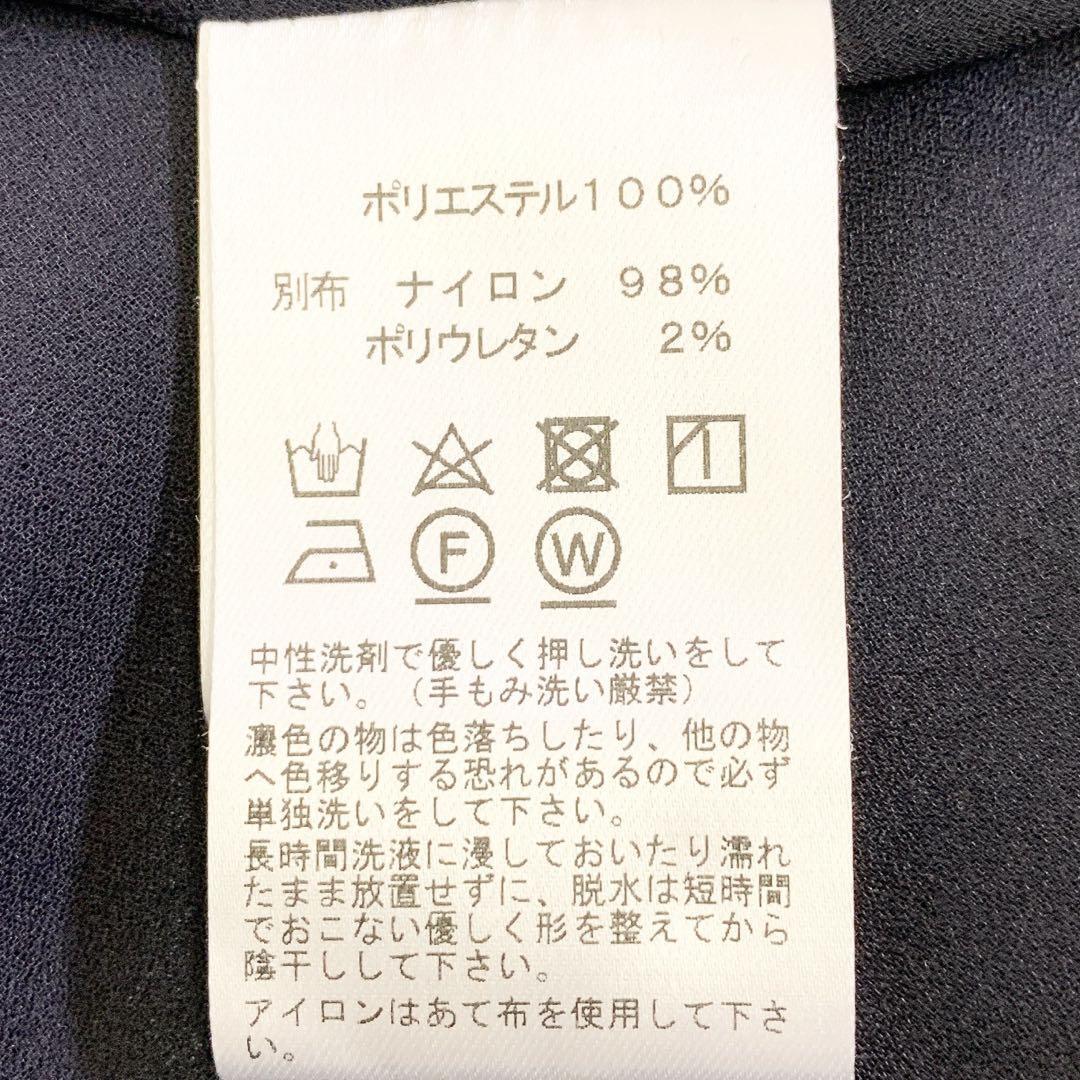 ポリエステル１００％
別布　ナイロン　９８％
ポリウレタン　　２％
F W
中性洗剤で優しく押し洗いをして
下さい。（手もみ洗い厳禁）
濃色の物は色落ちしたり、他の物
へ色移りする恐れがあるので必ず
単独洗いをして下さい。
長時間洗液に浸しておいたり濡れ
たまま放置せずに、脱水は短時間
でおこない優しく形を整えてから
陰干しして下さい。
アイロンはあて布を使用して下さ
い。